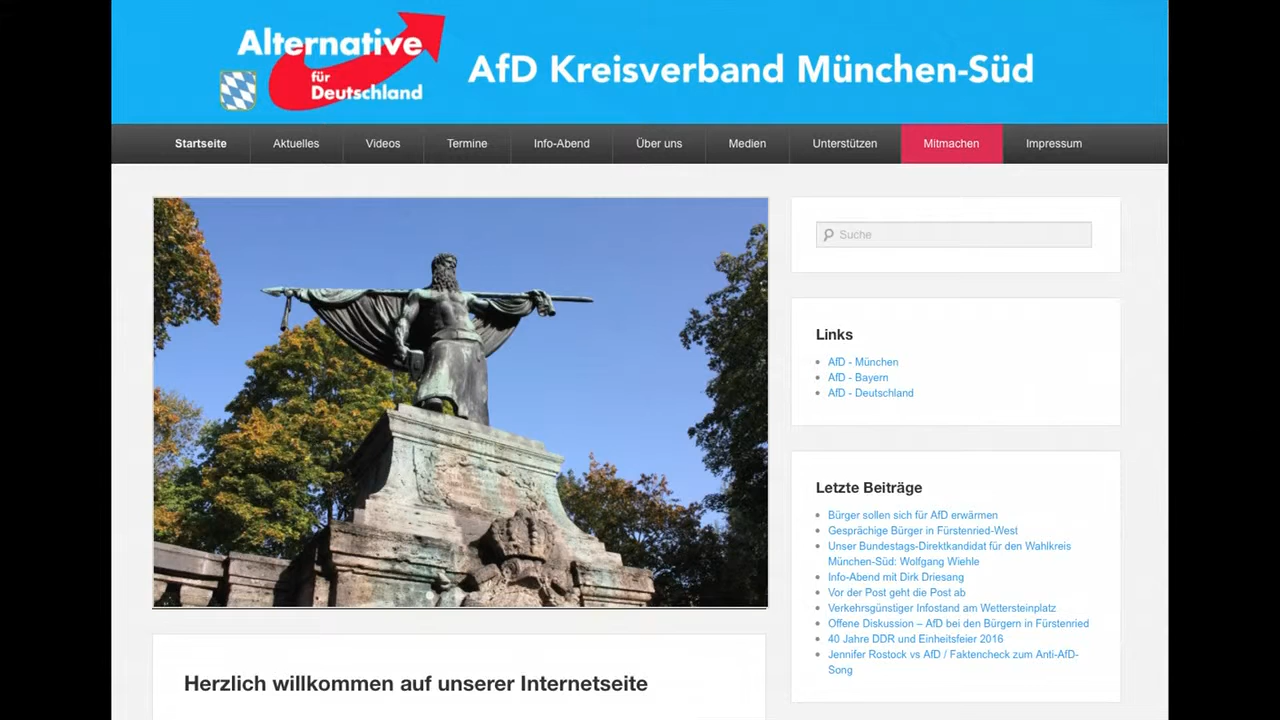 Alternative
für
Deutschland
AfD Kreisverband München-Süd
Startseite Aktuelles Videos Termine Info-Abend Über uns Medien Unterstützen Mitmachen Impressum
Suche
Links
AfD - München
AfD - Bayern
AfD - Deutschland
Letzte Beiträge
Bürger sollen sich für AfD erwärmen
Gesprächige Bürger in Fürstenried-West
Unser Bundestags-Direktkandidat für den Wahlkreis
München-Süd: Wolfgang Wiehle
Info-Abend mit Dirk Driesang
Vor der Post geht die Post ab
Verkehrsgünstiger Infostand am Wettersteinplatz
Offene Diskussion – AfD bei den Bürgern in Fürstenried
40 Jahre DDR und Einheitsfeier 2016
Jennifer Rostock vs AfD / Faktencheck zum Anti-AfD-
Song
Herzlich willkommen auf unserer Internetseite